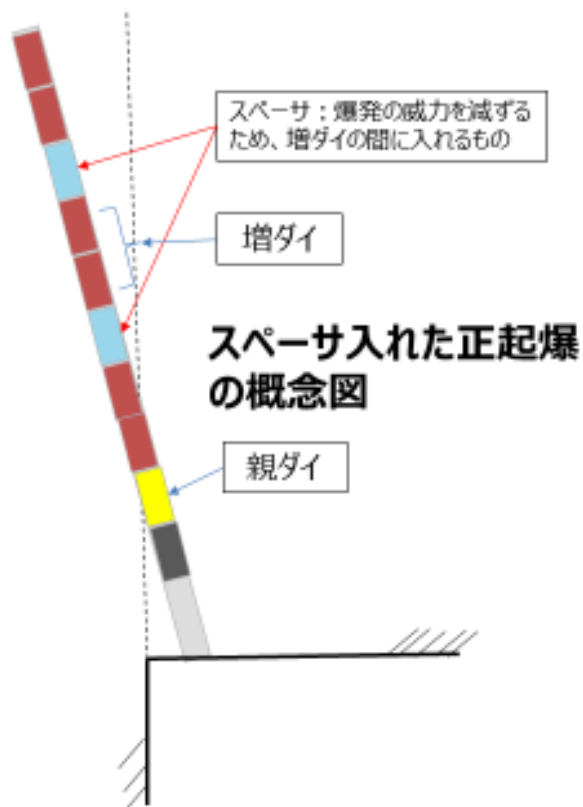 スペーサ：爆発の威力を減ずる
ため、増ダイの間に入れるもの
増ダイ
スペーサ入れた正起爆
の概念図
親ダイ